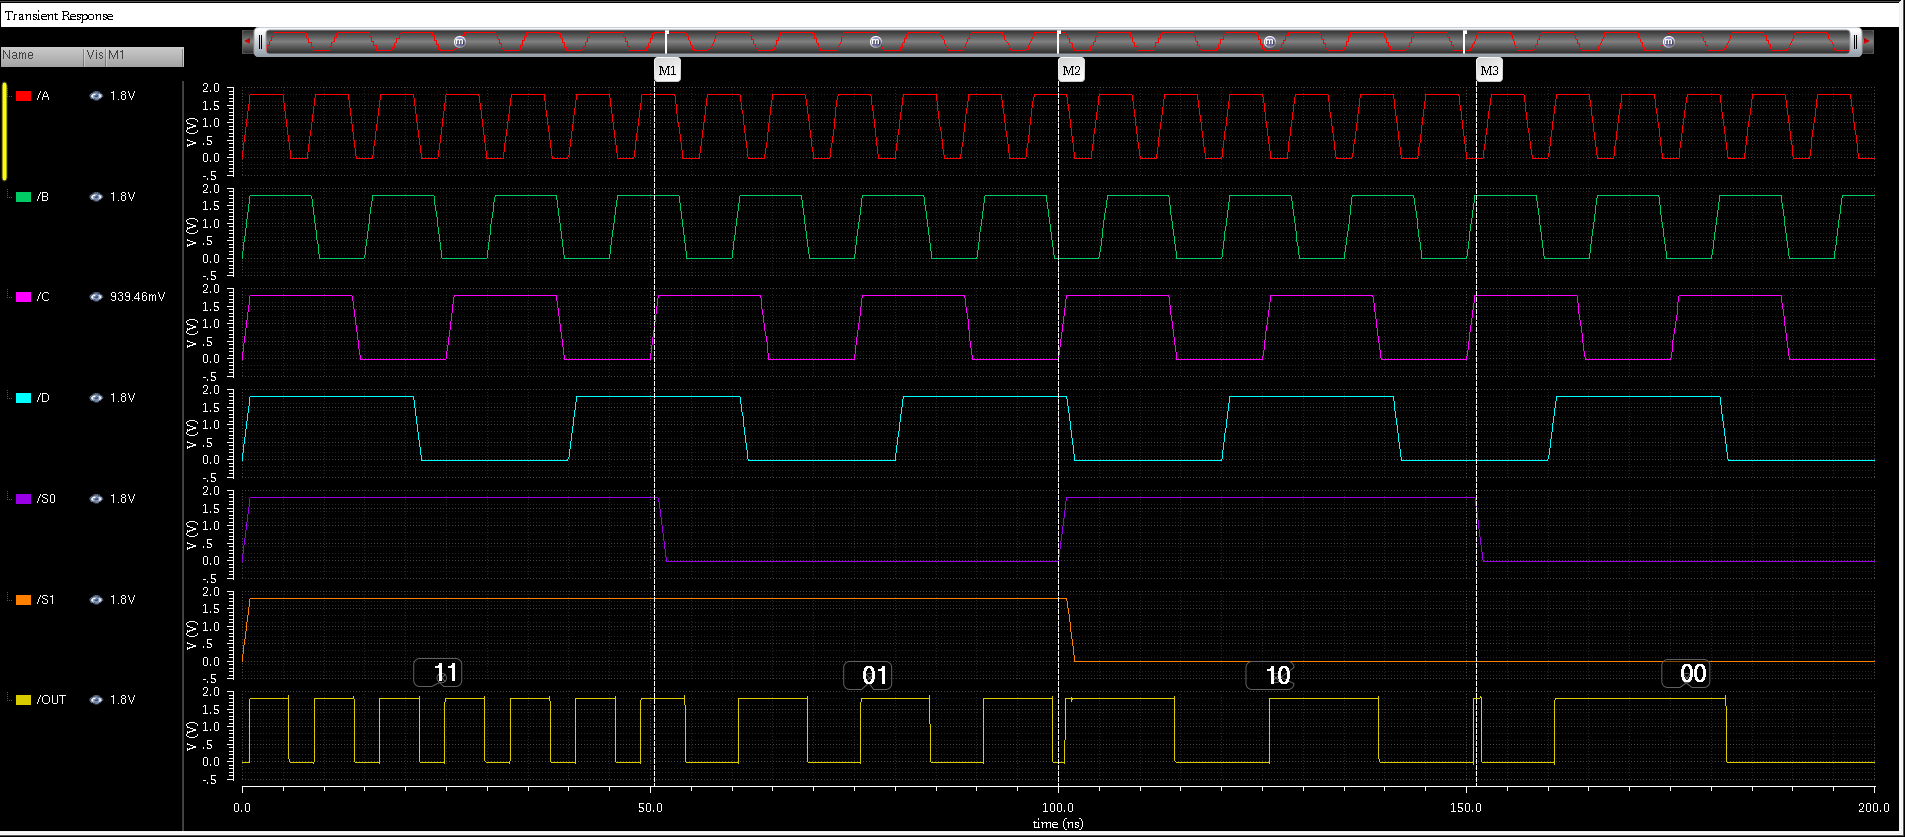 Transient Response
Name Vis M1
M1 M2 M3
/A 1.8V
V (V) 2.0 1.5 1.0 .5 0.0 -.5
/B 1.8V
V (V) 2.0 1.5 1.0 .5 0.0 -.5
/C 939.46mV
V (V) 2.0 1.5 1.0 .5 0.0 -.5
/D 1.8V
V (V) 2.0 1.5 1.0 .5 0.0 -.5
/S0 1.8V
V (V) 2.0 1.5 1.0 .5 0.0 -.5
/S1 1.8V
V (V) 2.0 1.5 1.0 .5 0.0 -.5
11 01 10 00
/OUT 1.8V
V (V) 2.0 1.5 1.0 .5 0.0 -.5
0.0 50.0 100.0 150.0 200.0
time (ns)